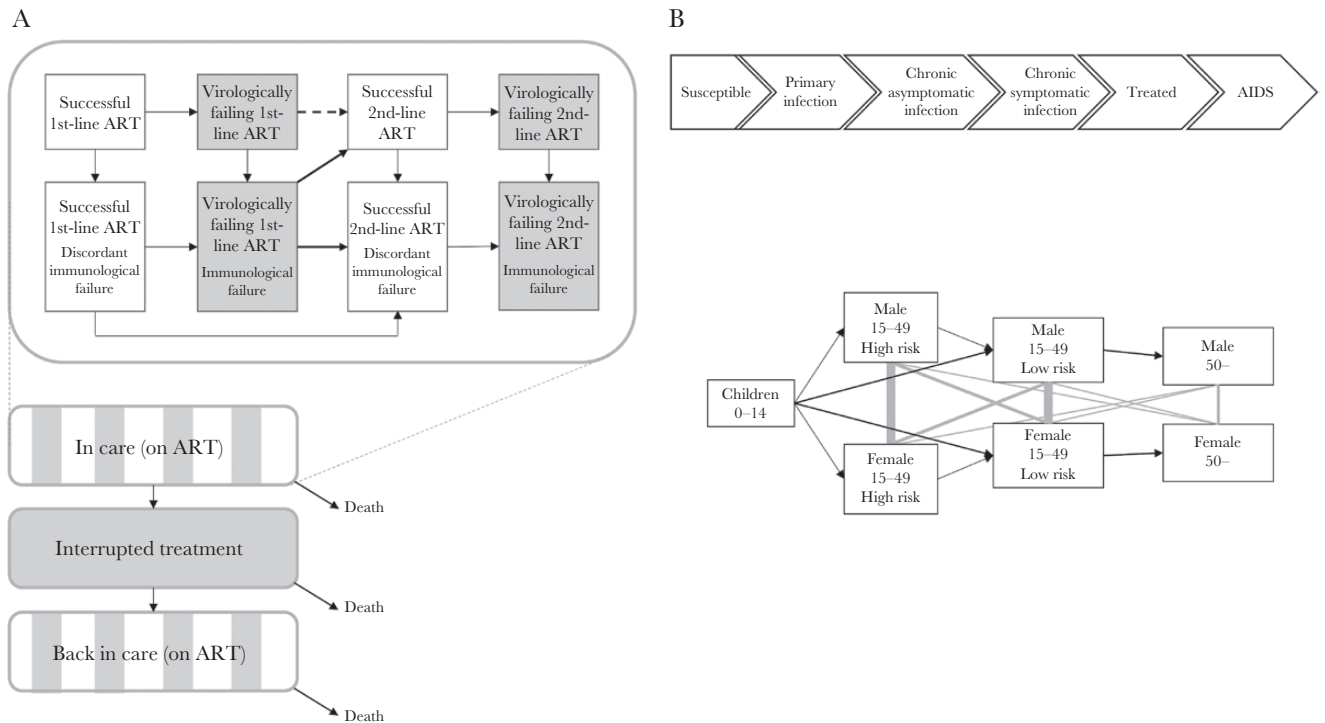 A
Successful
1st-line ART
Virologically
failing 1st-
line ART
Successful
2nd-line
ART
Virologically
failing 2nd-
line ART
Successful
1st-line ART
Discordant
immunological
failure
Virologically
failing 1st-
line ART
Immunological
failure
Successful
2nd-line ART
Discordant
immunological
failure
Virologically
failing 2nd-
line ART
Immunological
failure
In care (on ART)
Death
Interrupted treatment
Death
Back in care (on ART)
Death
B
Susceptible
Primary
infection
Chronic
asymptomatic
infection
Chronic
symptomatic
infection
Treated
AIDS
Children
0–14
Male
15–49
High risk
Male
15–49
Low risk
Male
50–
Female
15–49
High risk
Female
15–49
Low risk
Female
50–